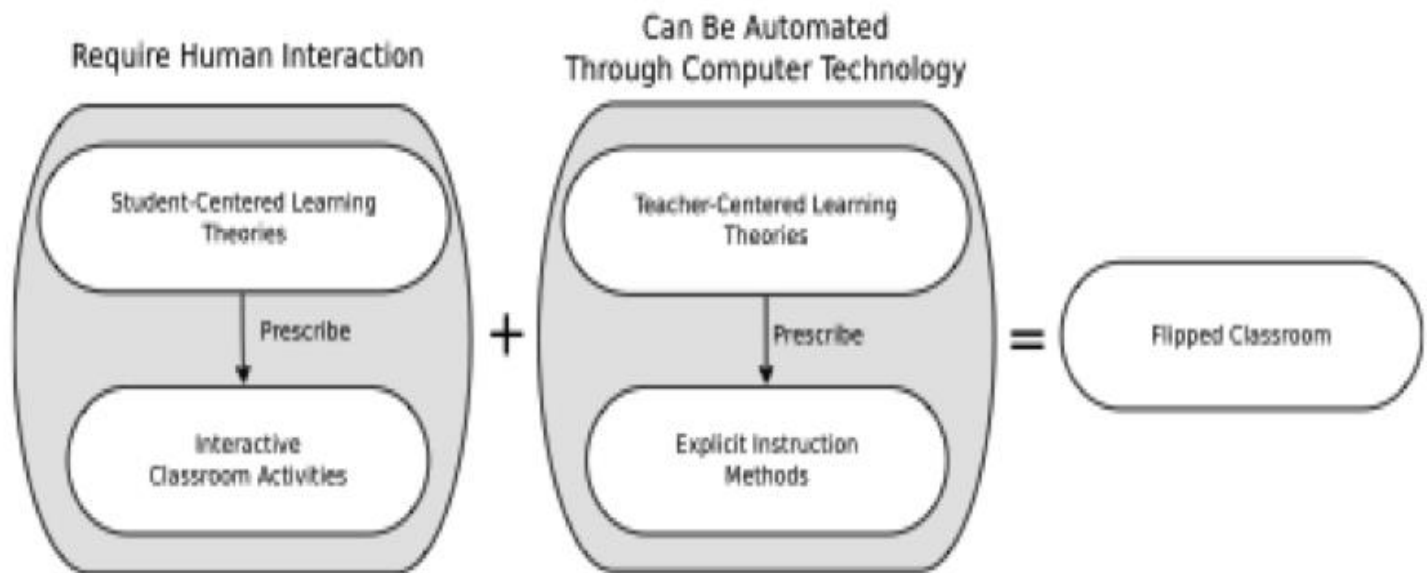 Require Human Interaction
Can Be Automated
Through Computer Technology
Student-Centered Learning
Theories
Prescribe
Interactive
Classroom Activities
+
Teacher-Centered Learning
Theories
Prescribe
Explicit Instruction
Methods
=
Flipped Classroom